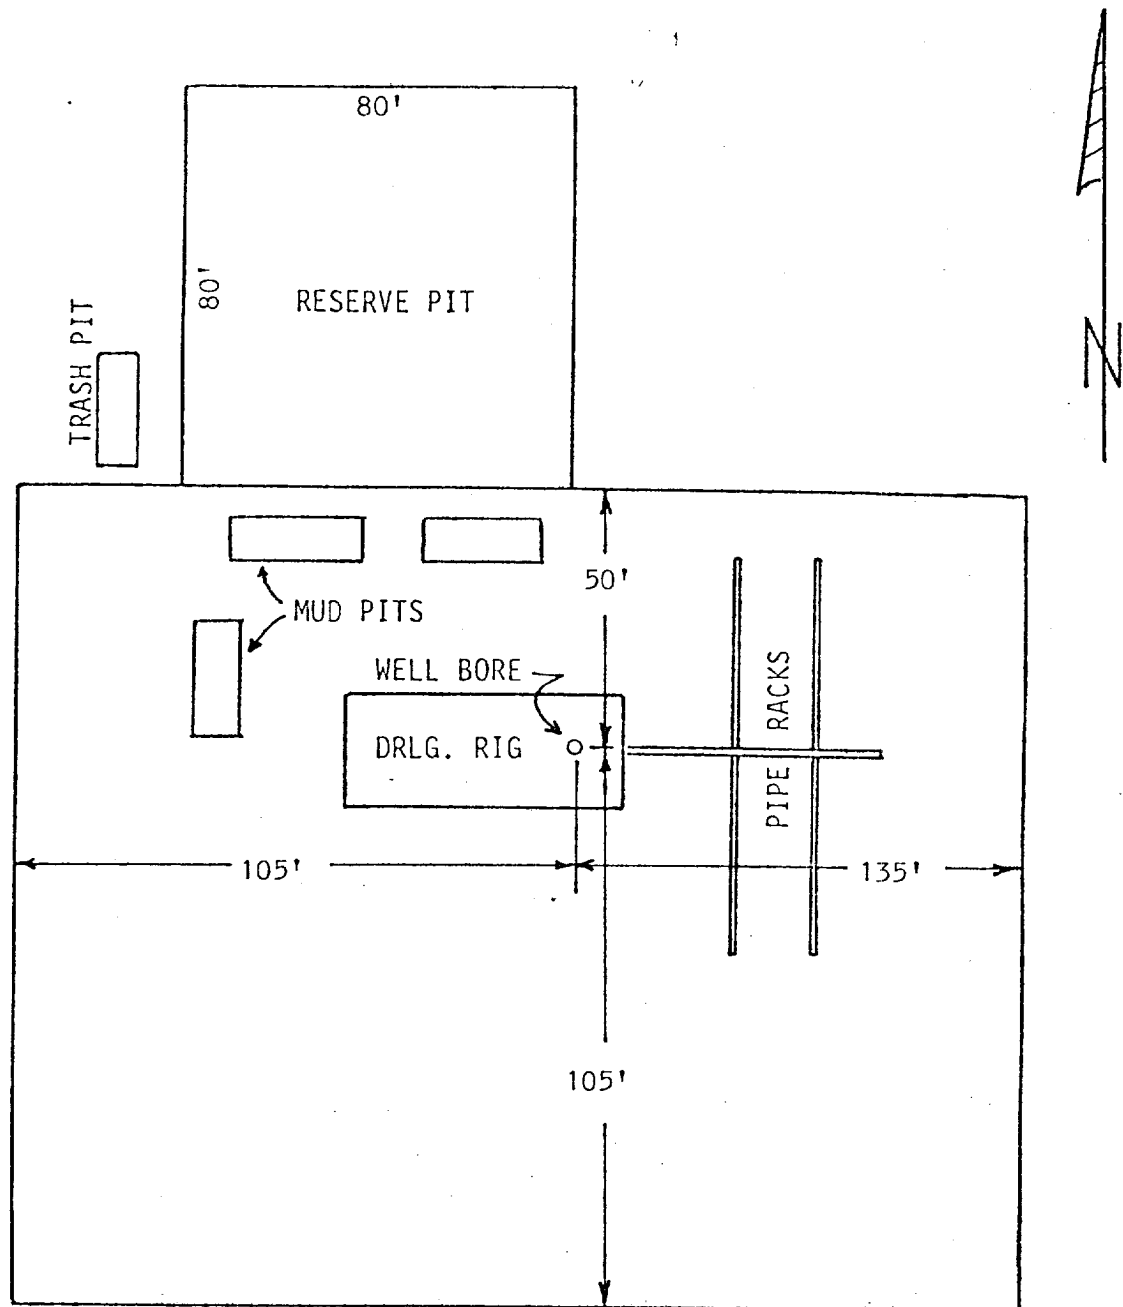 80'
N
80'
RESERVE PIT
TRASH PIT
50'
MUD PITS
WELL BORE
DRLG. RIG
PIPE RACKS
105'
135'
105'